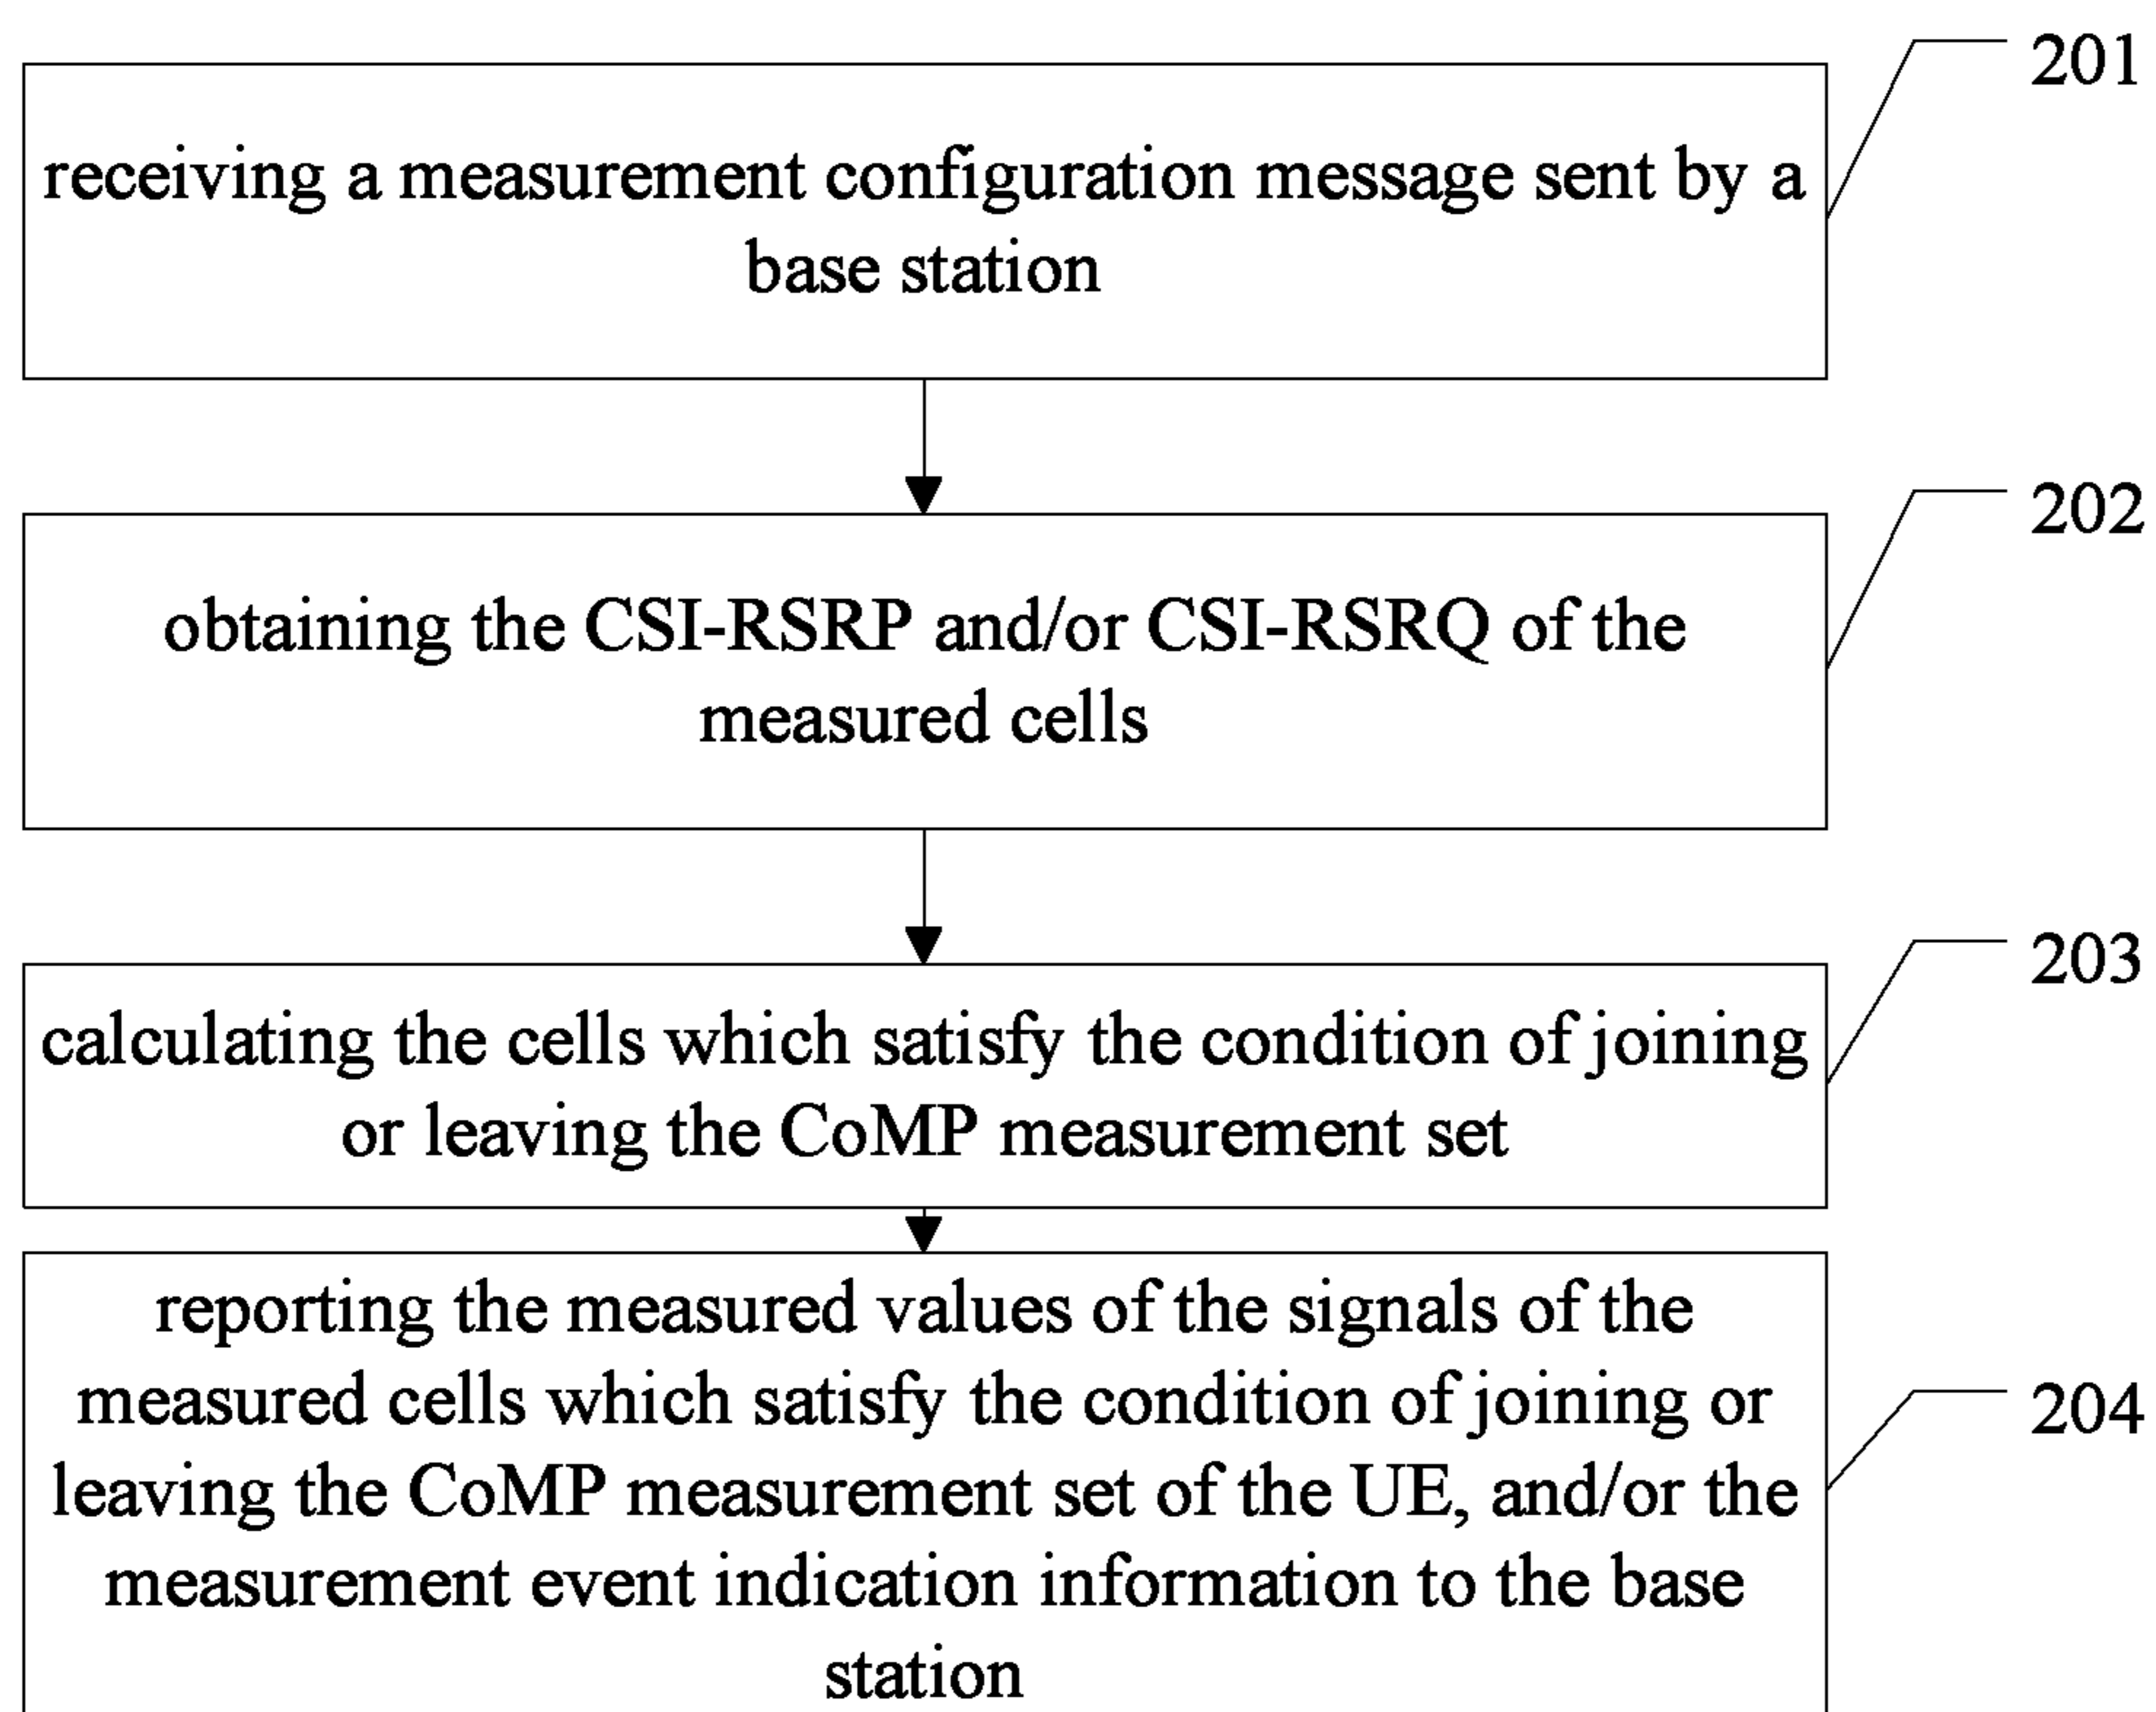 201
receiving a measurement configuration message sent by a
base station
202
obtaining the CSI-RSRP and/or CSI-RSRQ of the
measured cells
203
calculating the cells which satisfy the condition of joining
or leaving the CoMP measurement set
204
reporting the measured values of the signals of the
measured cells which satisfy the condition of joining or
leaving the CoMP measurement set of the UE, and/or the
measurement event indication information to the base
station